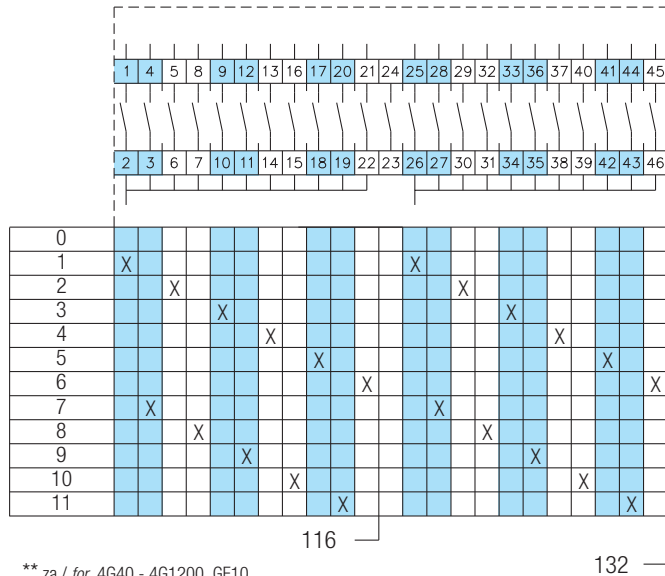 1 4 5 8 9 12 13 16 17 20 21 24 25 28 29 32 33 36 37 40 41 44 45
2 3 6 7 10 11 14 15 18 19 22 23 26 27 30 31 34 35 38 39 42 43 46
0
1 X X
2 X X
3 X X
4 X X
5 X X
6 X X
7 X X
8 X X
9 X X
10 X X
11 X X
116
132
** za / for 4G40 - 4G1200, GF10